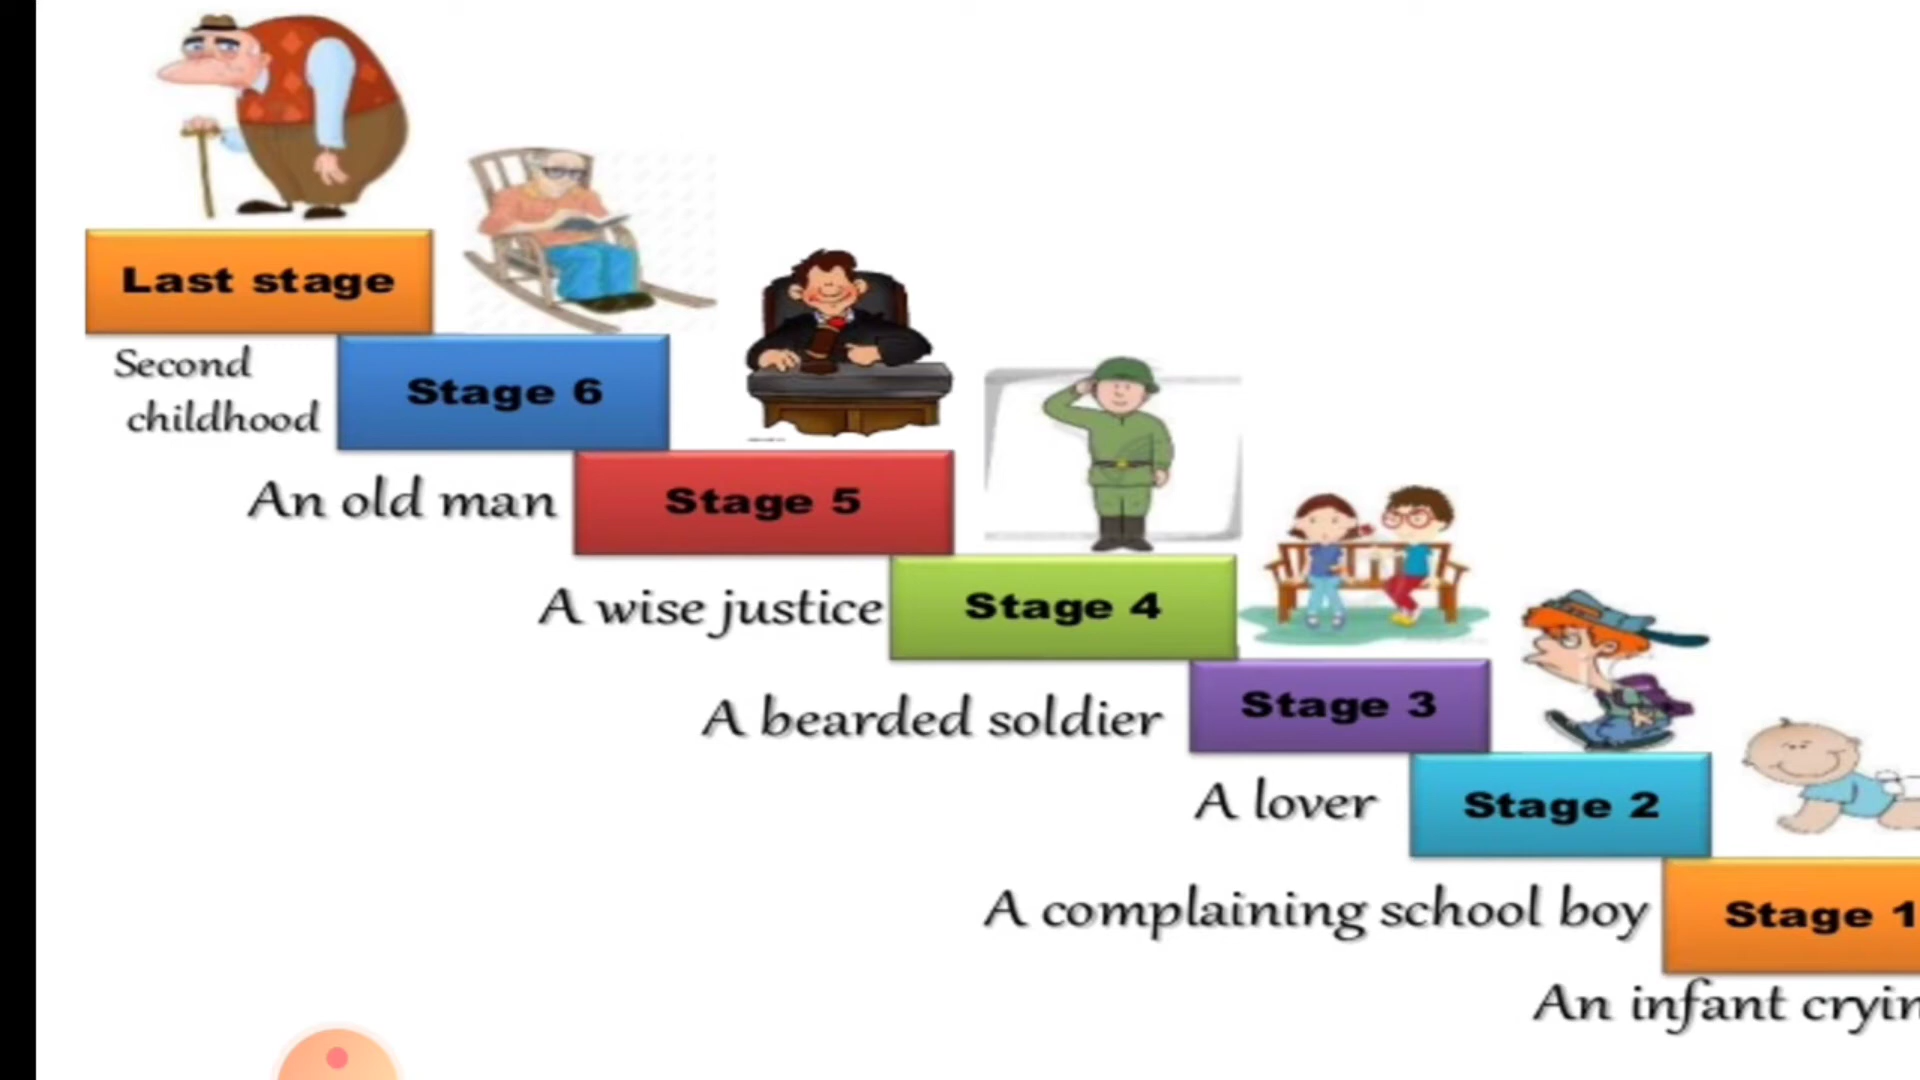 Last stage
Second
childhood
Stage 6
An old man
Stage 5
A wise justice
Stage 4
A bearded soldier
Stage 3
A lover
Stage 2
A complaining school boy
Stage 1
An infant